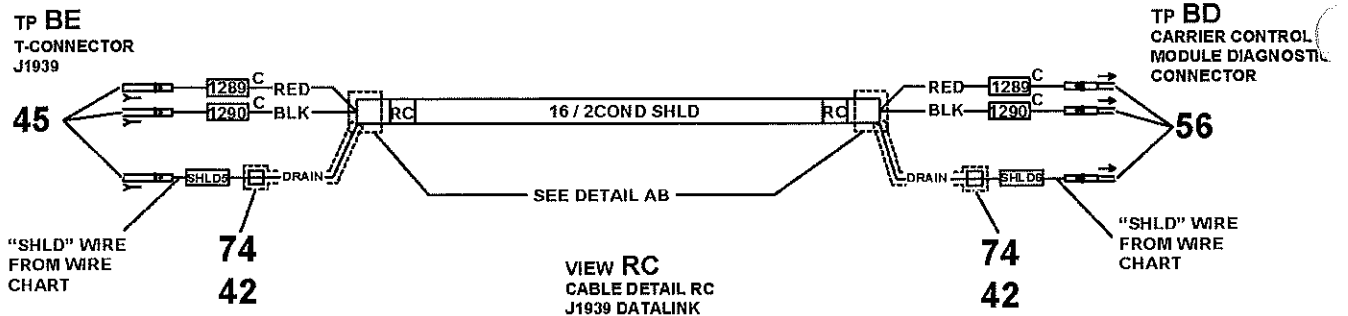 TP BE
T-CONNECTOR
J1939
45
1289 C RED
1290 C BLK
SHLD5 DRAIN
"SHLD" WIRE
FROM WIRE
CHART
74
42
RC 16 / 2COND SHLD RC
SEE DETAIL AB
VIEW RC
CABLE DETAIL RC
J1939 DATALINK
TP BD
CARRIER CONTROL
MODULE DIAGNOSTIC
CONNECTOR
RED 1289 C
BLK 1290 C
56
DRAIN
74
42
"SHLD" WIRE
FROM WIRE
CHART